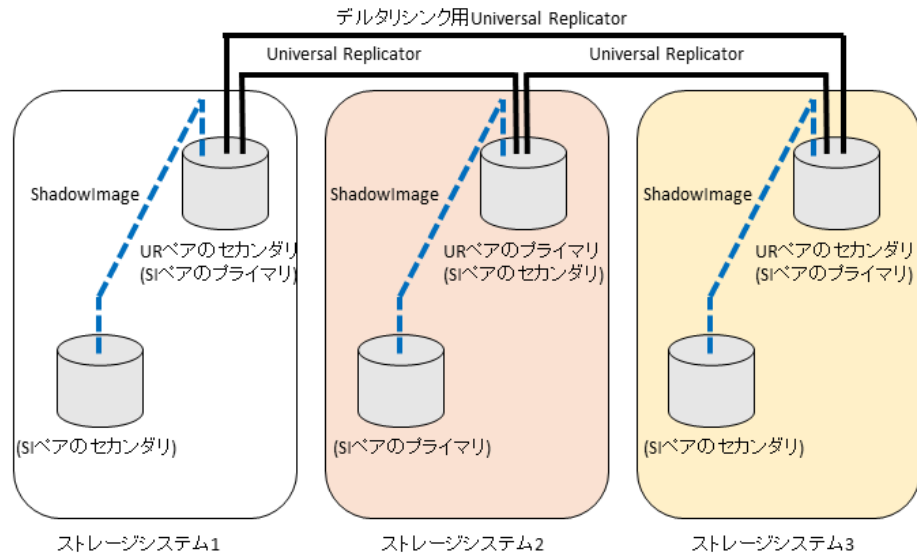 デルタリシンク用Universal Replicator
Universal Replicator
Universal Replicator
ShadowImage
URペアのセカンダリ
(SIペアのプライマリ)
(SIペアのセカンダリ)
ストレージシステム1
ShadowImage
URペアのプライマリ
(SIペアのセカンダリ)
(SIペアのプライマリ)
ストレージシステム2
ShadowImage
URペアのセカンダリ
(SIペアのプライマリ)
(SIペアのセカンダリ)
ストレージシステム3